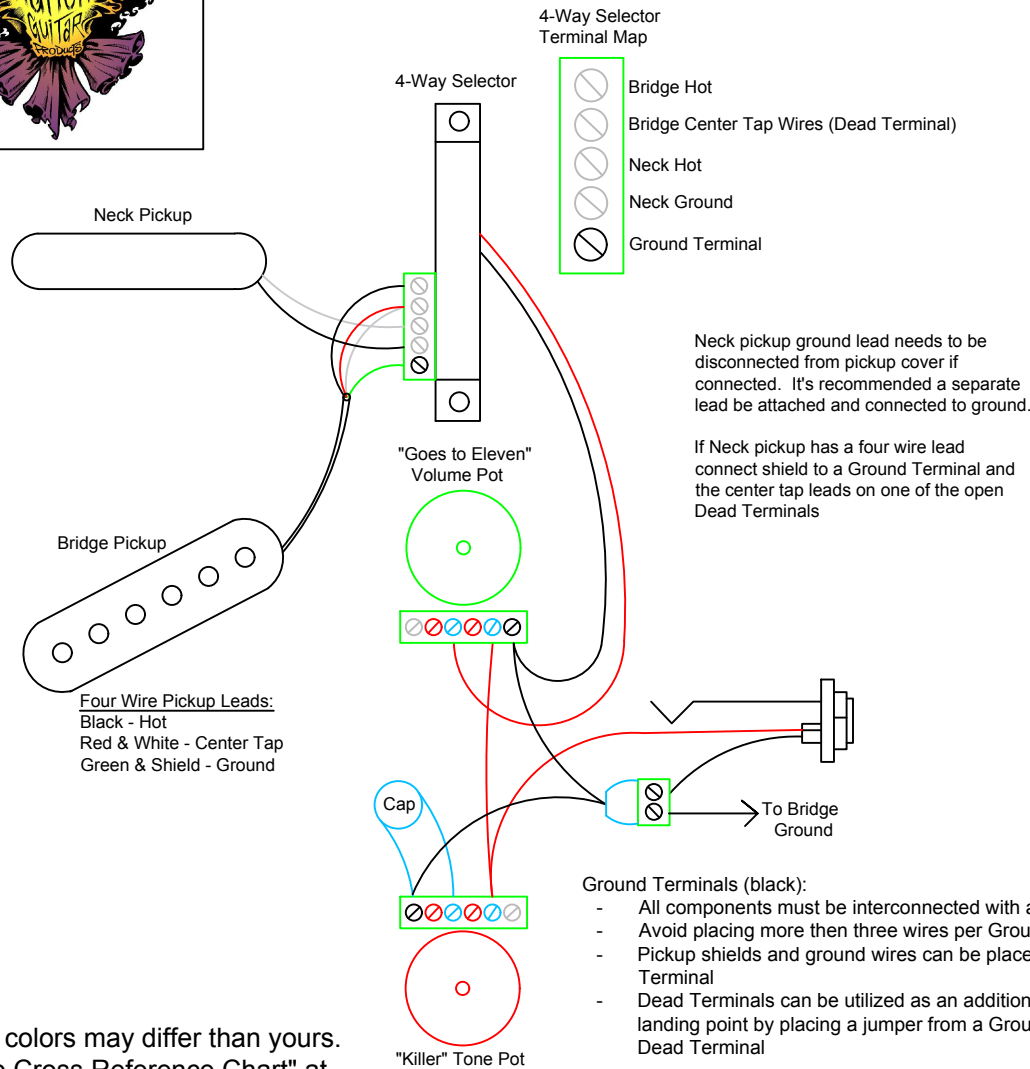 Guitar
PRODUCTS
4-Way Selector
Terminal Map
4-Way Selector
Bridge Hot
Bridge Center Tap Wires (Dead Terminal)
Neck Hot
Neck Ground
Ground Terminal
Neck Pickup
Neck pickup ground lead needs to be
disconnected from pickup cover if
connected. It's recommended a separate
lead be attached and connected to ground.
If Neck pickup has a four wire lead
connect shield to a Ground Terminal and
the center tap leads on one of the open
Dead Terminals
"Goes to Eleven"
Volume Pot
Bridge Pickup
Four Wire Pickup Leads:
Black - Hot
Red & White - Center Tap
Green & Shield - Ground
Cap
To Bridge
Ground
Ground Terminals (black):
- All components must be interconnected with a
- Avoid placing more then three wires per Grou
- Pickup shields and ground wires can be place
Terminal
- Dead Terminals can be utilized as an addition
landing point by placing a jumper from a Grou
Dead Terminal
colors may differ than yours.
Cross Reference Chart" at
"Killer" Tone Pot